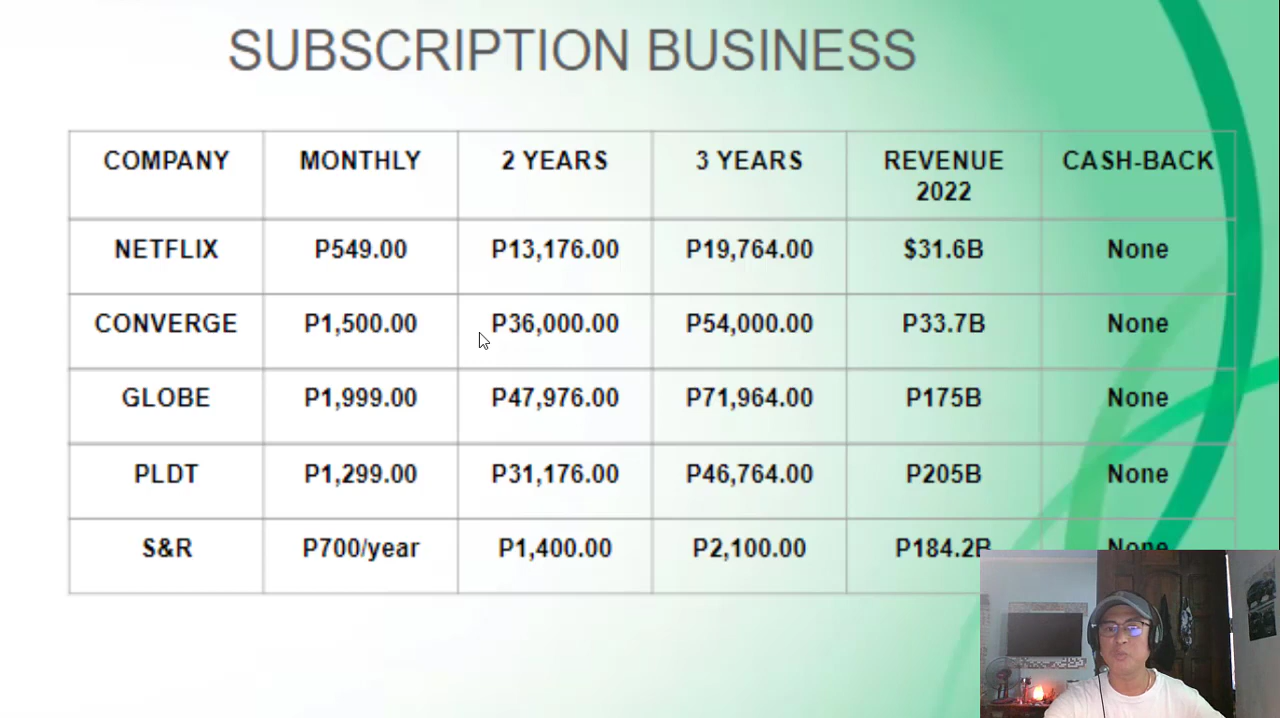 SUBSCRIPTION BUSINESS
COMPANY MONTHLY 2 YEARS 3 YEARS REVENUE 2022 CASH-BACK
NETFLIX P549.00 P13,176.00 P19,764.00 $31.6B None
CONVERGE P1,500.00 P36,000.00 P54,000.00 P33.7B None
GLOBE P1,999.00 P47,976.00 P71,964.00 P175B None
PLDT P1,299.00 P31,176.00 P46,764.00 P205B None
S&R P700/year P1,400.00 P2,100.00 P184.2B None